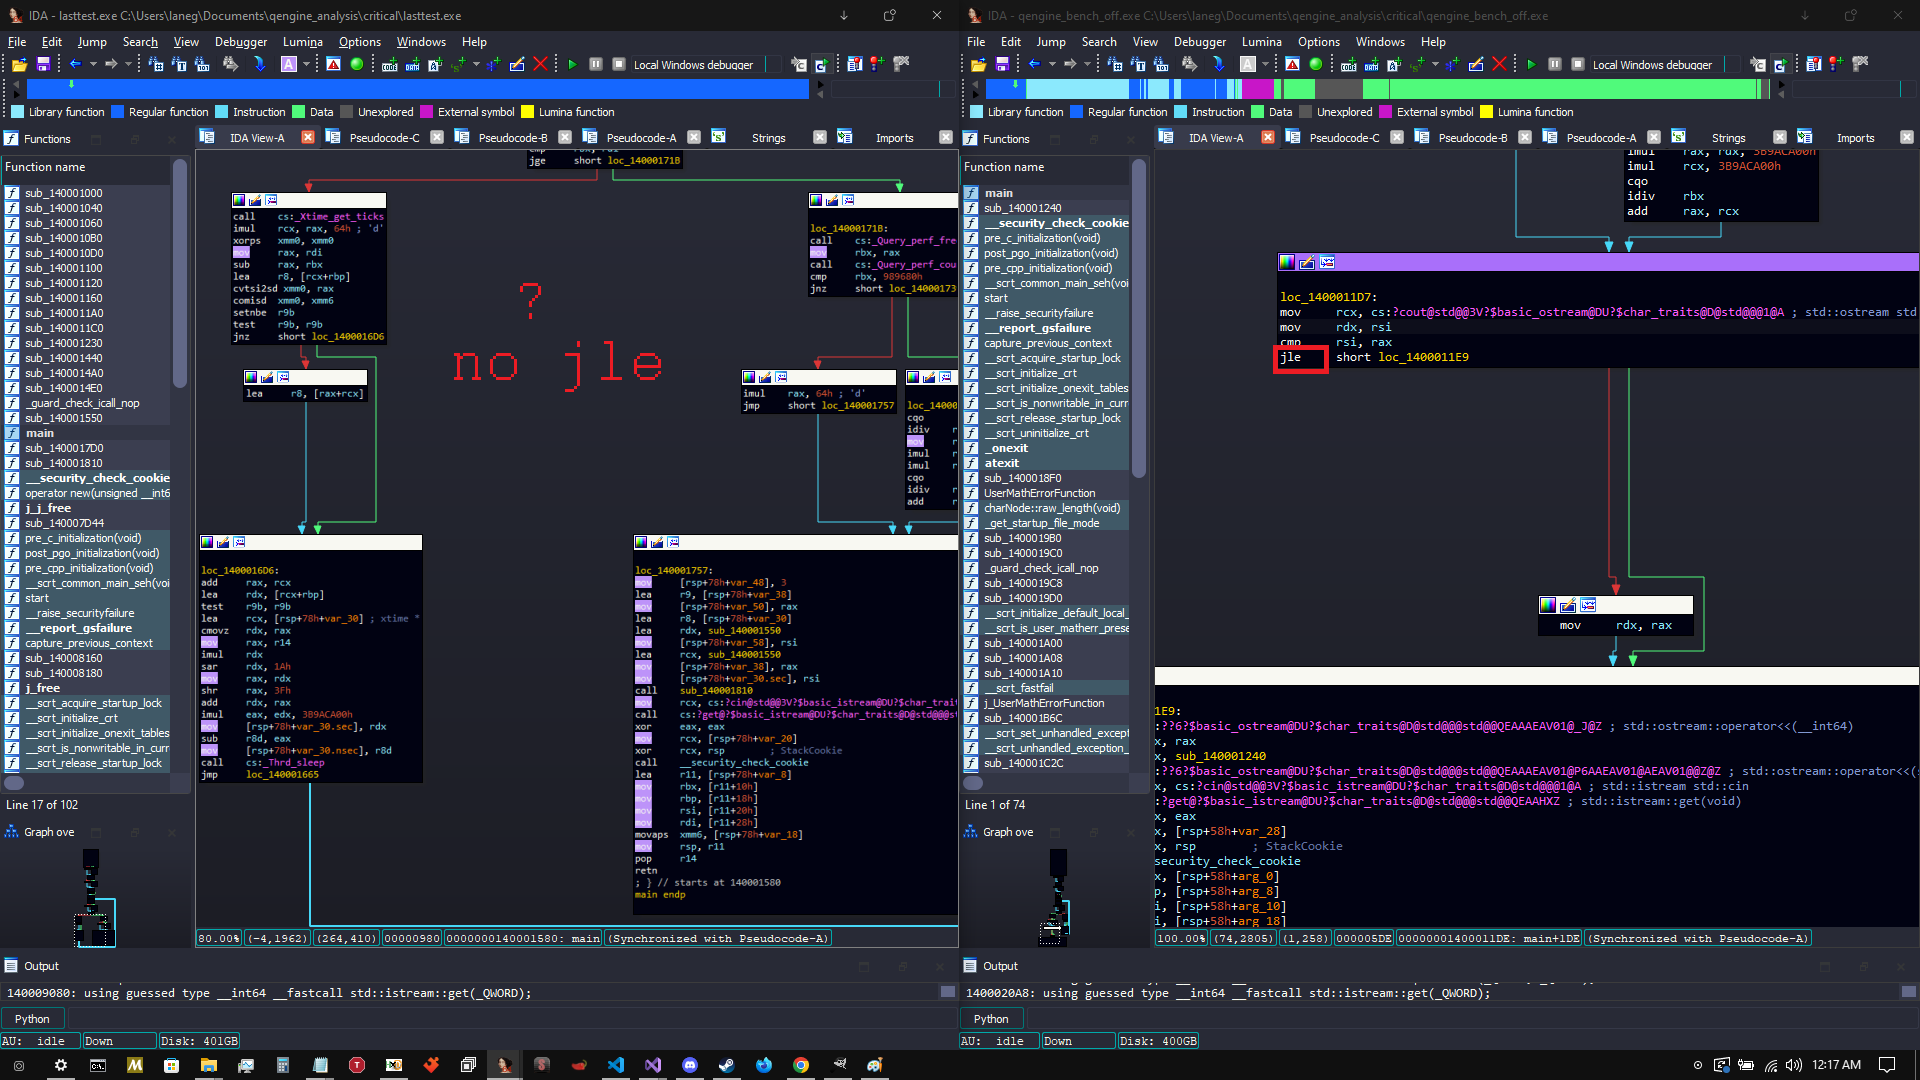 IDA - lasttest.exe C:\Users\laneg\Documents\qengine_analysis\critical\lasttest.exe
File Edit Jump Search View Debugger Lumina Options Windows Help
Local Windows debugger
Library function Regular function Instruction Data Unexplored External symbol Lumina function
Functions
IDA View-A Pseudocode-C Pseudocode-B Pseudocode-A Strings Imports
Function name
sub_140001000
sub_140001040
sub_140001060
sub_1400010B0
sub_1400010D0
sub_140001100
sub_140001120
sub_140001160
sub_1400011A0
sub_1400011C0
sub_140001230
sub_140001440
sub_1400014A0
sub_1400014E0
_guard_check_icall_nop
sub_140001550
main
sub_1400017D0
sub_140001810
__security_check_cookie
operator new(unsigned __int6
j_j_free
sub_140007D44
pre_c_initialization(void)
post_pgo_initialization(void)
pre_cpp_initialization(void)
__scrt_common_main_seh(voi
start
__raise_securityfailure
__report_gsfailure
capture_previous_context
sub_140008160
sub_140008180
j_free
__scrt_acquire_startup_lock
__scrt_initialize_crt
__scrt_initialize_onexit_tables
__scrt_is_nonwritable_in_curr
__scrt_release_startup_lock
Line 17 of 102
Graph ove
jge short loc_14000171B
call cs:_Xtime_get_ticks
imul rcx, rax, 64h ; 'd'
xorps xmm0, xmm0
mov rax, rdi
sub rax, rbx
lea r8, [rcx+rbp]
cvtsi2sd xmm0, rax
comisd xmm0, xmm6
setnbe r9b
test r9b, r9b
jnz short loc_1400016D6
lea r8, [rax+rcx]
loc_1400016D6:
add rax, rcx
lea rdx, [rcx+rbp]
test r9b, r9b
lea rcx, [rsp+78h+var_30] ; xtime *
cmovz rdx, rax
mov rax, r14
imul rdx
sar rdx, 1Ah
mov rax, rdx
shr rax, 3Fh
add rdx, rax
imul eax, edx, 3B9ACA00h
mov [rsp+78h+var_30.sec], rdx
sub r8d, eax
mov [rsp+78h+var_30.nsec], r8d
call cs:_Thrd_sleep
jmp loc_140001665
?
no jle
loc_14000171B:
call cs:_Query_perf_fre
mov rbx, rax
call cs:_Query_perf_cou
cmp rbx, 989680h
jnz short loc_14000173
imul rax, 64h ; 'd'
jmp short loc_140001757
loc_1400
cqo
idiv r
mov r
imul r
imul r
cqo
idiv r
add r
loc_140001757:
mov [rsp+78h+var_48], 3
lea r9, [rsp+78h+var_38]
mov [rsp+78h+var_50], rax
lea r8, [rsp+78h+var_30]
lea rdx, sub_140001550
mov [rsp+78h+var_58], rsi
lea rcx, sub_140001550
mov [rsp+78h+var_38], rax
mov [rsp+78h+var_30.sec], rsi
call sub_140001810
mov rcx, cs:?cin@std@@3V?$basic_istream@DU?$char_traits@D@s
call cs:?get@?$basic_istream@DU?$char_traits@D@std@@@st
xor eax, eax
mov rcx, [rsp+78h+var_20]
xor rcx, rsp ; StackCookie
call __security_check_cookie
lea r11, [rsp+78h+var_8]
mov rbx, [r11+10h]
mov rbp, [r11+18h]
mov rsi, [r11+20h]
mov rdi, [r11+28h]
movaps xmm6, [rsp+78h+var_18]
mov rsp, r11
pop r14
retn
; } // starts at 140001580
main endp
80.00% (-4,1962) (264,410) 00000980 0000000140001580: main (Synchronized with Pseudocode-A)
Output
140009080: using guessed type __int64 __fastcall std::istream::get(_QWORD);
Python
AU: idle Down Disk: 401GB
IDA - qengine_bench_off.exe C:\Users\laneg\Documents\qengine_analysis\critical\qengine_bench_off.exe
File Edit Jump Search View Debugger Lumina Options Windows Help
Local Windows debugger
Library function Regular function Instruction Data Unexplored External symbol Lumina function
Functions
IDA View-A Pseudocode-C Pseudocode-B Pseudocode-A Strings Imports
Function name
main
sub_140001240
__security_check_cookie
pre_c_initialization(void)
post_pgo_initialization(void)
pre_cpp_initialization(void)
__scrt_common_main_seh(voi
start
__raise_securityfailure
__report_gsfailure
capture_previous_context
__scrt_acquire_startup_lock
__scrt_initialize_crt
__scrt_initialize_onexit_tables
__scrt_is_nonwritable_in_curr
__scrt_release_startup_lock
__scrt_uninitialize_crt
_onexit
atexit
sub_1400018F0
UserMathErrorFunction
charNode::raw_length(void)
_get_startup_file_mode
sub_1400019B0
sub_1400019C0
_guard_check_icall_nop
sub_1400019C8
sub_1400019D0
__scrt_initialize_default_local_
__scrt_is_user_matherr_prese
sub_140001A00
sub_140001A08
sub_140001A10
__scrt_fastfail
j_UserMathErrorFunction
sub_140001B6C
__scrt_set_unhandled_except
__scrt_unhandled_exception_
sub_140001C2C
Line 1 of 74
Graph ove
imul rax, rdx, 3B9ACA00h
imul rcx, 3B9ACA00h
cqo
idiv rbx
add rax, rcx
loc_1400011D7:
mov rcx, cs:?cout@std@@3V?$basic_ostream@DU?$char_traits@D@std@@@1@A ; std::ostream std
mov rdx, rsi
cmp rsi, rax
jle short loc_1400011E9
mov rdx, rax
1E9:
:??6?$basic_ostream@DU?$char_traits@D@std@@@std@@QEAAAEAV01@_J@Z ; std::ostream::operator<<(__int64)
x, rax
x, sub_140001240
:??6?$basic_ostream@DU?$char_traits@D@std@@@std@@QEAAAEAV01@P6AAEAV01@AEAV01@@Z@Z ; std::ostream::operator<<(s
x, cs:?cin@std@@3V?$basic_istream@DU?$char_traits@D@std@@@1@A ; std::istream std::cin
:?get@?$basic_istream@DU?$char_traits@D@std@@@std@@QEAAHXZ ; std::istream::get(void)
x, eax
x, [rsp+58h+var_28]
x, rsp ; StackCookie
security_check_cookie
x, [rsp+58h+arg_0]
p, [rsp+58h+arg_8]
i, [rsp+58h+arg_10]
i, [rsp+58h+arg_18]
100.00% (74,2805) (1,258) 000005DE 00000001400011DE: main+1DE (Synchronized with Pseudocode-A)
Output
1400020A8: using guessed type __int64 __fastcall std::istream::get(_QWORD);
Python
AU: idle Down Disk: 400GB
12:17 AM